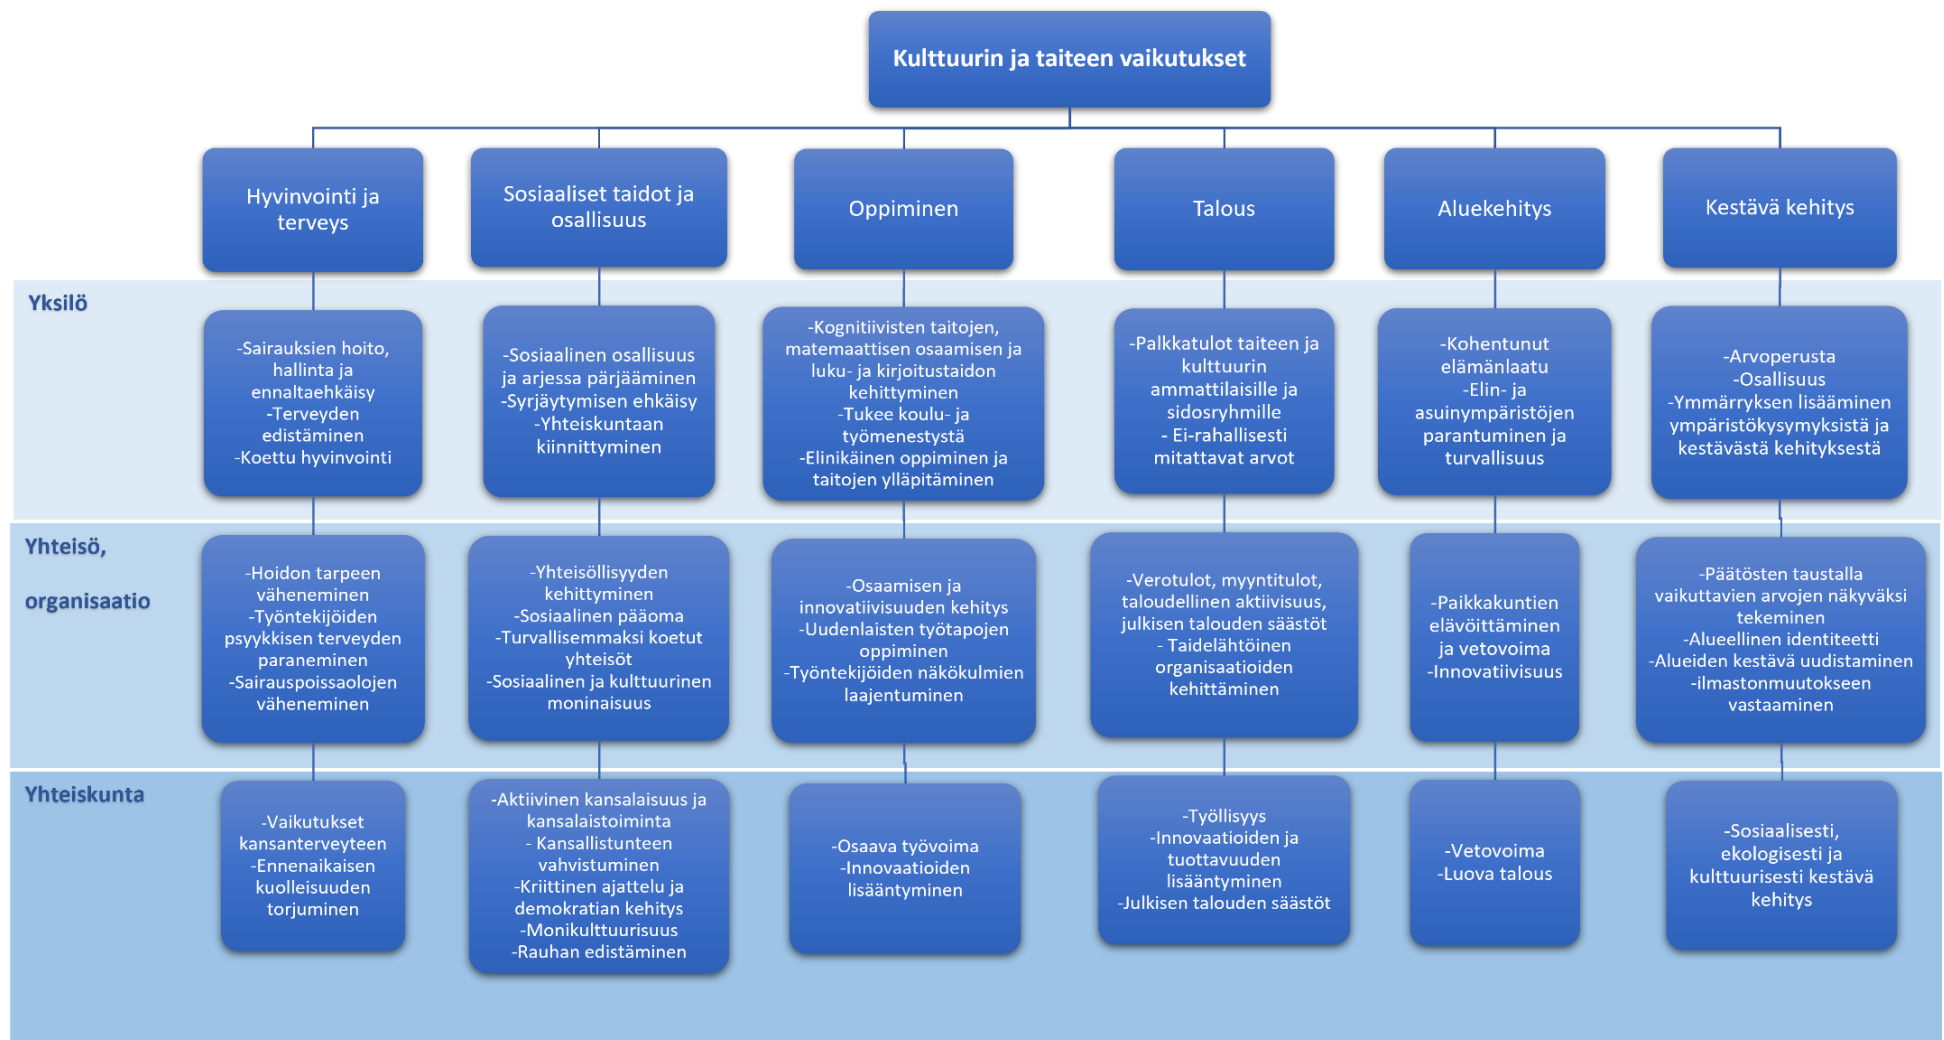 Kulttuurin ja taiteen vaikutukset
Hyvinvointi ja
terveys
Sosiaaliset taidot ja
osallisuus
Oppiminen
Talous
Aluekehitys
Kestävä kehitys
Yksilö
-Sairauksien hoito,
hallinta ja
ennaltaehkäisy
-Terveyden
edistäminen
-Koettu hyvinvointi
-Sosiaalinen osallisuus
ja arjessa pärjääminen
-Syrjäytymisen ehkäisy
-Yhteiskuntaan
kiinnittyminen
-Kognitiivisten taitojen,
matemaattisen osaamisen ja
luku- ja kirjoitustaidon
kehittyminen
-Tukee koulu- ja
työmenestystä
-Elinikäinen oppiminen ja
taitojen ylläpitäminen
-Palkkatulot taiteen ja
kulttuurin
ammattilaisille ja
sidosryhmille
- Ei-rahallisesti
mitattavat arvot
-Kohentunut
elämänlaatu
-Elin- ja
asuinympäristöjen
parantuminen ja
turvallisuus
-Arvoperusta
-Osallisuus
-Ymmärryksen lisääminen
ympäristökysymyksistä ja
kestävästä kehityksestä
Yhteisö,
organisaatio
-Hoidon tarpeen
väheneminen
-Työntekijöiden
psyykkisen terveyden
paraneminen
-Sairauspoissaolojen
väheneminen
-Yhteisöllisyyden
kehittyminen
-Sosiaalinen pääoma
-Turvallisemmaksi koetut
yhteisöt
-Sosiaalinen ja kulttuurinen
moninaisuus
-Osaamisen ja
innovatiivisuuden kehitys
-Uudenlaisten työtapojen
oppiminen
-Työntekijöiden näkökulmien
laajentuminen
-Verotulot, myyntitulot,
taloudellinen aktiivisuus,
julkisen talouden säästöt
- Taidelähtöinen
organisaatioiden
kehittäminen
-Paikkakuntien
elävöittäminen
ja vetovoima
-Innovatiivisuus
-Päätösten taustalla
vaikuttavien arvojen näkyväksi
tekeminen
-Alueellinen identiteetti
-Alueiden kestävä uudistaminen
-ilmastonmuutokseen
vastaaminen
Yhteiskunta
-Vaikutukset
kansanterveyteen
-Ennenaikaisen
kuolleisuuden
torjuminen
-Aktiivinen kansalaisuus ja
kansalaistoiminta
- Kansallistunteen
vahvistuminen
-Kriittinen ajattelu ja
demokratian kehitys
-Monikulttuurisuus
-Rauhan edistäminen
-Osaava työvoima
-Innovaatioiden
lisääntyminen
-Työllisyys
-Innovaatioiden ja
tuottavuuden
lisääntyminen
-Julkisen talouden säästöt
-Vetovoima
-Luova talous
-Sosiaalisesti,
ekologisesti ja
kulttuurisesti kestävä
kehitys